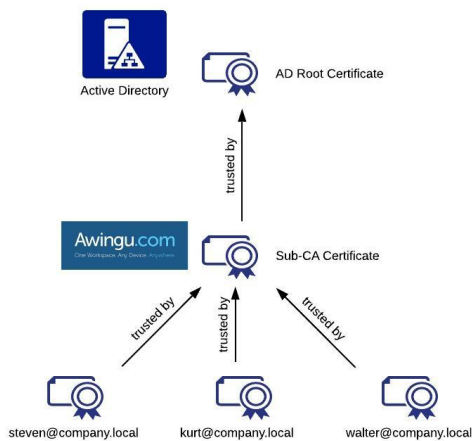 Active Directory
AD Root Certificate
trusted by
Awingu.com
One Workspace. Any Device. Anywhere.
Sub-CA Certificate
trusted by
trusted by
trusted by
steven@company.local
kurt@company.local
walter@company.local